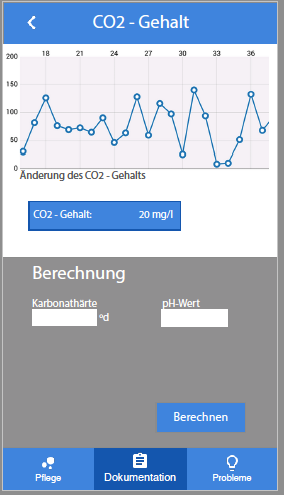 CO2 - Gehalt
18 21 24 27 30 33 36
200
150
100
50
0
Änderung des CO2 - Gehalts
CO2 - Gehalt: 20 mg/l
Berechnung
Karbonathärte pH-Wert
ºd
Berechnen
Pflege Dokumentation Probleme